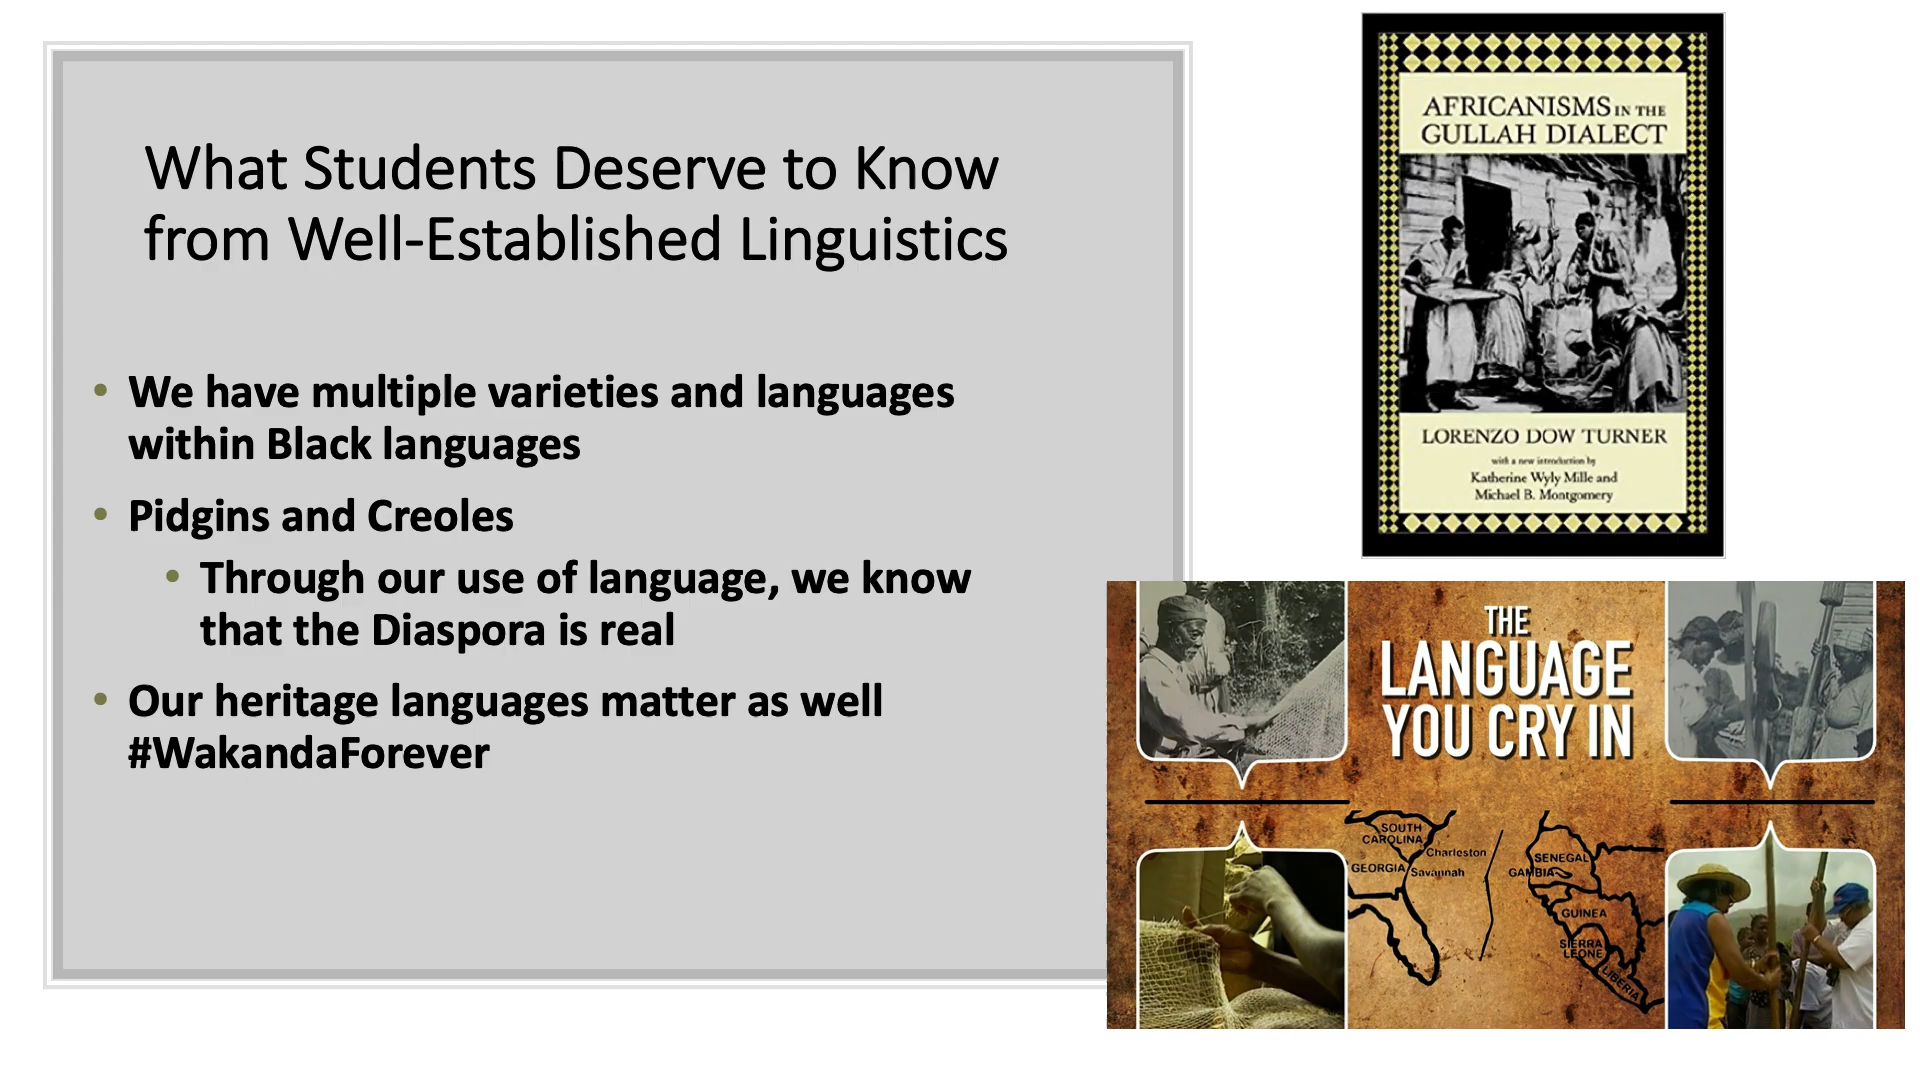 What Students Deserve to Know
from Well-Established Linguistics
• We have multiple varieties and languages
within Black languages
• Pidgins and Creoles
• Through our use of language, we know
that the Diaspora is real
• Our heritage languages matter as well
#WakandaForever
AFRICANISMS IN THE
GULLAH DIALECT
LORENZO DOW TURNER
with a new introduction by
Katherine Wyly Mille and
Michael B. Montgomery
THE
LANGUAGE
YOU CRY IN
SOUTH
CAROLINA
Charleston
GEORGIA
Savannah
SENEGAL
GAMBIA
GUINEA
SIERRA
LEONE
LIBERIA